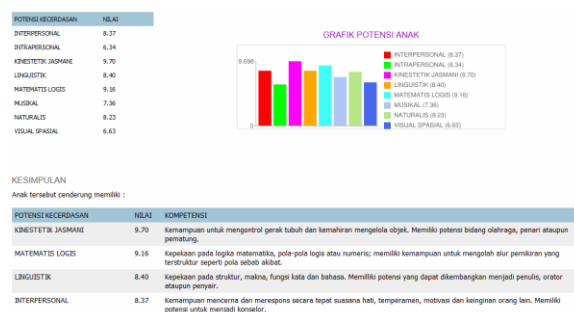 POTENSI KECERDASAN NILAI
INTERPERSONAL 8.37
INTRAPERSONAL 6.34
KINESTETIK JASMANI 9.70
LINGUISTIK 8.40
MATEMATIS LOGIS 9.16
MUSIKAL 7.36
NATURALIS 8.23
VISUAL SPASIAL 6.63
GRAFIK POTENSI ANAK
9.698
0
INTERPERSONAL (8.37)
INTRAPERSONAL (6.34)
KINESTETIK JASMANI (9.70)
LINGUISTIK (8.40)
MATEMATIS LOGIS (9.16)
MUSIKAL (7.36)
NATURALIS (8.23)
VISUAL SPASIAL (6.63)
KESIMPULAN
Anak tersebut cenderung memiliki :
POTENSI KECERDASAN NILAI KOMPETENSI
KINESTETIK JASMANI 9.70 Kemampuan untuk mengontrol gerak tubuh dan kemahiran mengelola objek. Memiliki potensi bidang olahraga, penari ataupun
pematung.
MATEMATIS LOGIS 9.16 Kepekaan pada logika matematika, pola-pola logis atau numeris; memiliki kemampuan untuk mengolah alur pemikiran yang
terstruktur seperti pola sebab akibat.
LINGUISTIK 8.40 Kepekaan pada struktur, makna, fungsi kata dan bahasa. Memilliki potensi yang dapat dikembangkan menjadi penulis, orator
ataupun penyair.
INTERPERSONAL 8.37 Kemampuan mencerna dan merespons secara tepat suasana hati, temperamen, motivasi dan keinginan orang lain. Memiliki
potensi untuk menjadi konselor.